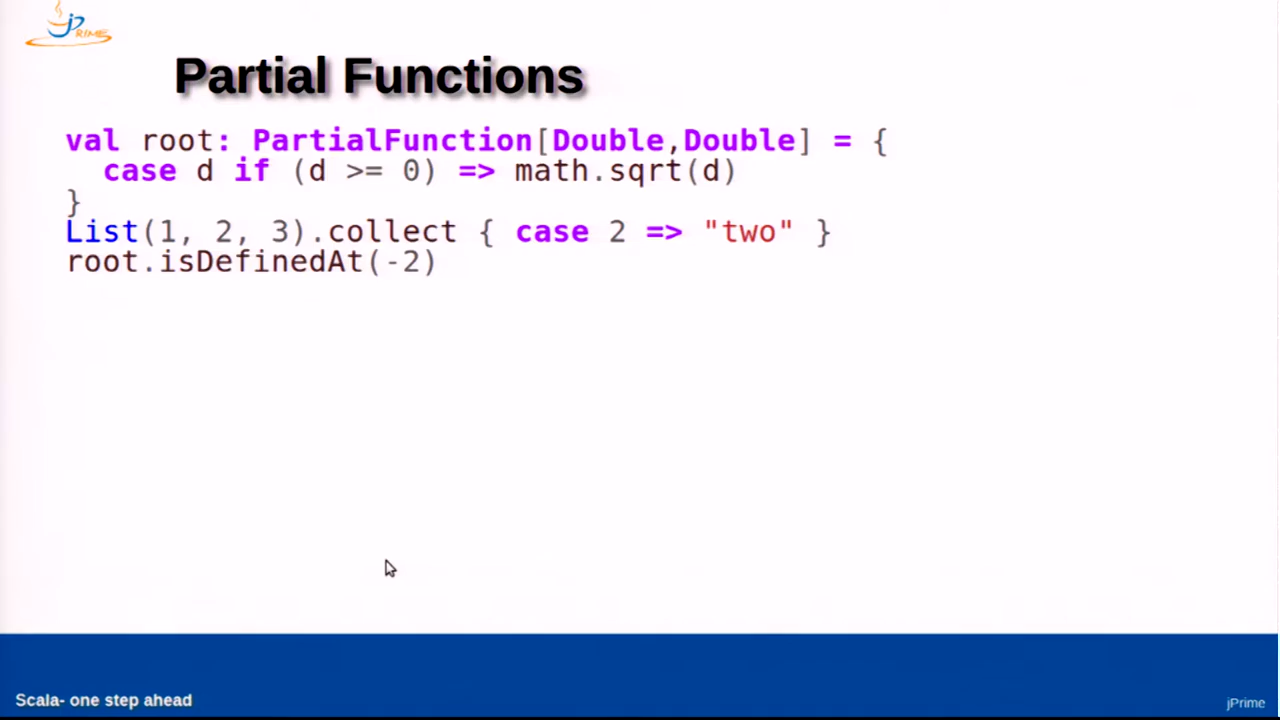 jPRIME
Partial Functions
val root: PartialFunction[Double,Double] = {
  case d if (d >= 0) => math.sqrt(d)
}
List(1, 2, 3).collect { case 2 => "two" }
root.isDefinedAt(-2)
Scala- one step ahead
jPrime